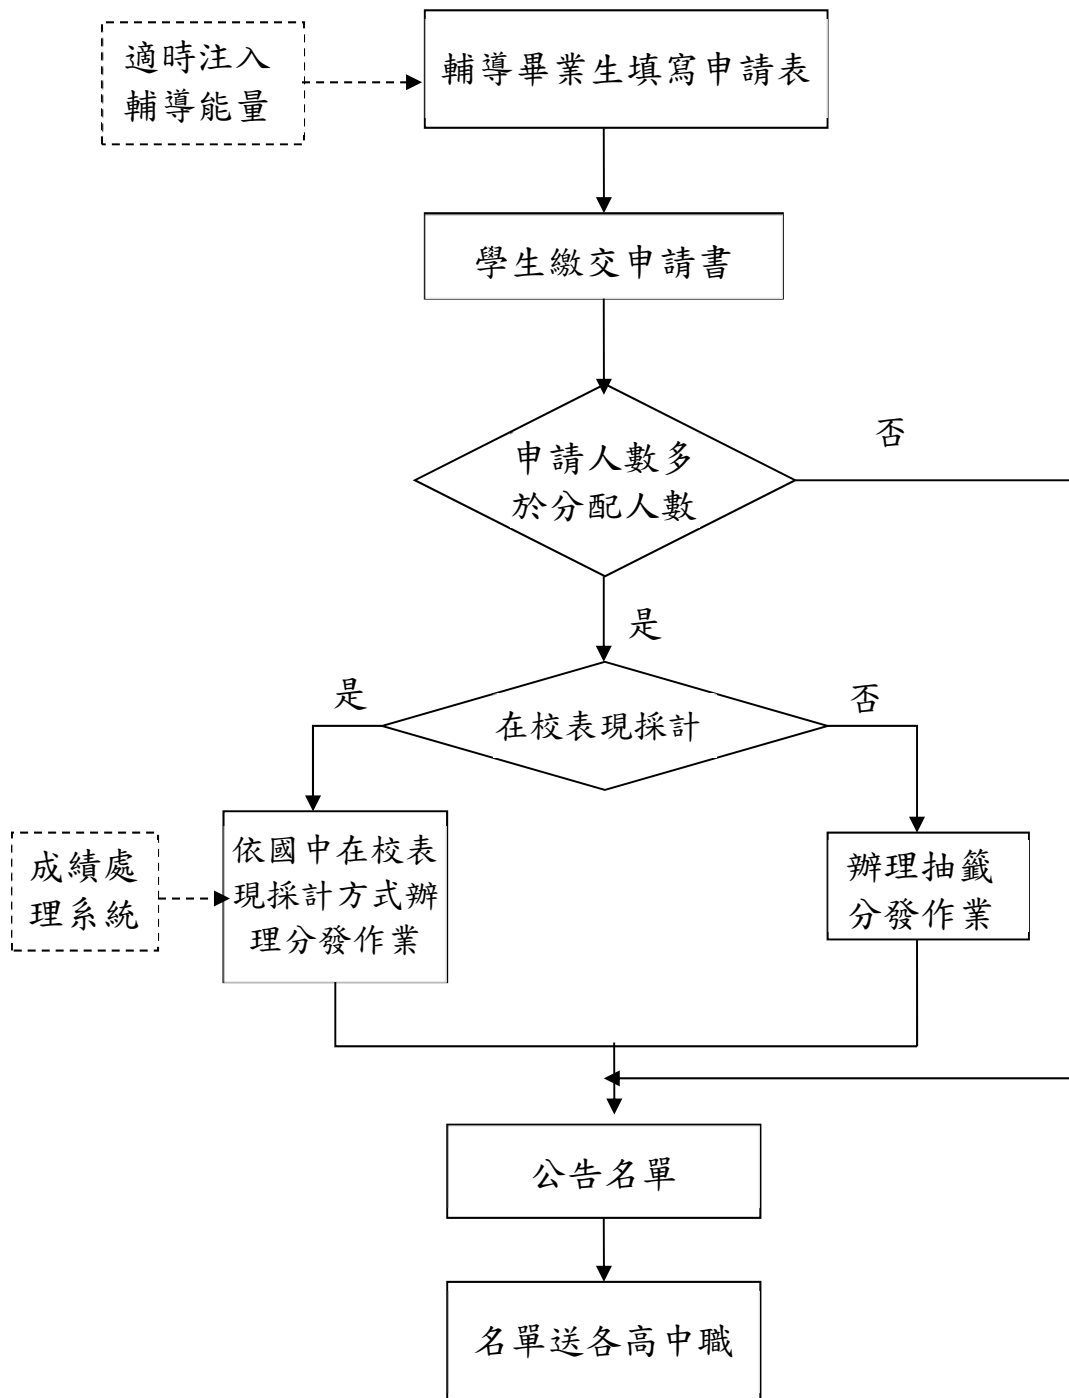 適時注入
輔導能量
輔導畢業生填寫申請表
學生繳交申請書
申請人數多
於分配人數
否
是
在校表現採計
是
否
成績處
理系統
依國中在校表
現採計方式辦
理分發作業
辦理抽籤
分發作業
公告名單
名單送各高中職